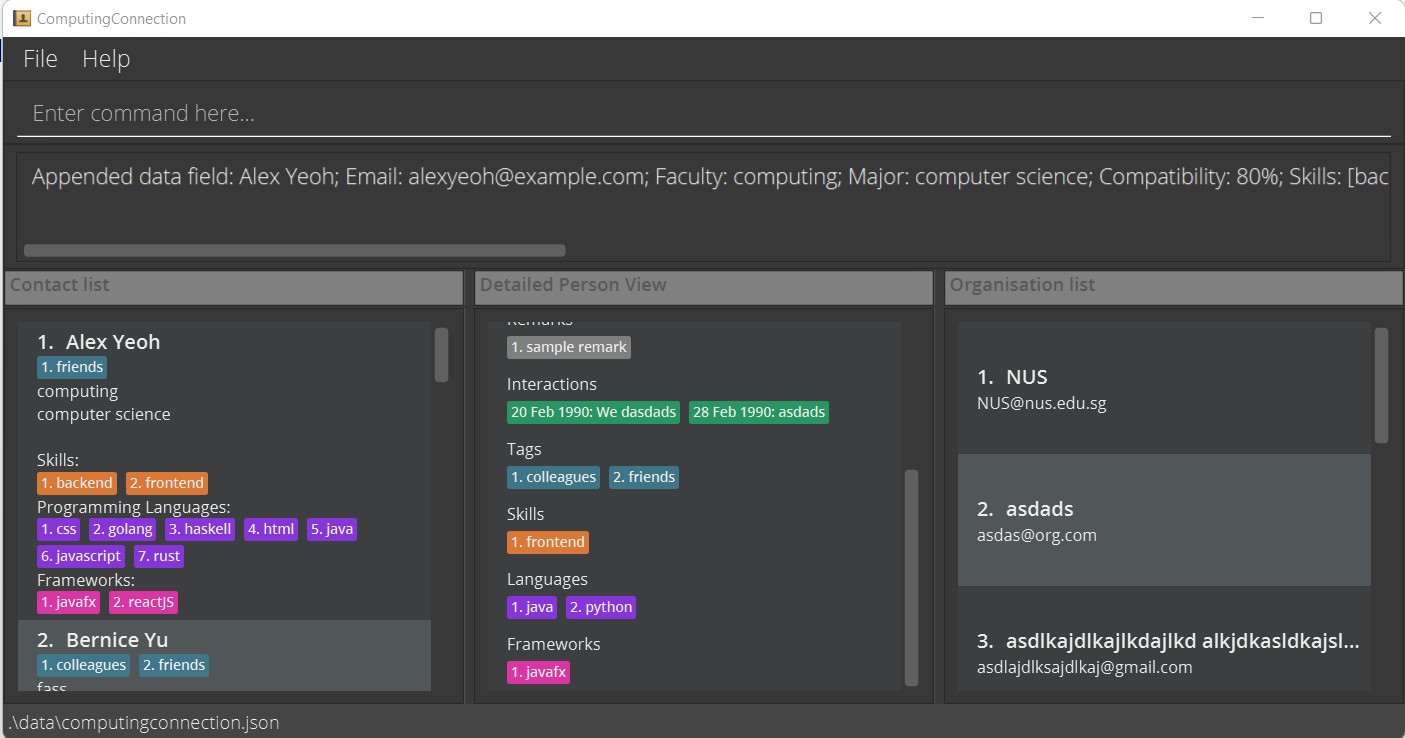 ComputingConnection
File Help
Enter command here...
Appended data field: Alex Yeoh; Email: alexyeoh@example.com; Faculty: computing; Major: computer science; Compatibility: 80%; Skills: [bac
Contact list
1. Alex Yeoh
1. friends
computing
computer science
Skills:
1. backend 2. frontend
Programming Languages:
1. css 2. golang 3. haskell 4. html 5. java
6. javascript 7. rust
Frameworks:
1. javafx 2. reactJS
2. Bernice Yu
1. colleagues 2. friends
fass
Detailed Person View
Remarks
1. sample remark
Interactions
20 Feb 1990: We dasdads 28 Feb 1990: asdads
Tags
1. colleagues 2. friends
Skills
1. frontend
Languages
1. java 2. python
Frameworks
1. javafx
Organisation list
1. NUS
NUS@nus.edu.sg
2. asdads
asdas@org.com
3. asdlkajdlkajlkdajlkd alkjdkasldkajsl...
asdlajdlksajdlkaj@gmail.com
.\data\computingconnection.json